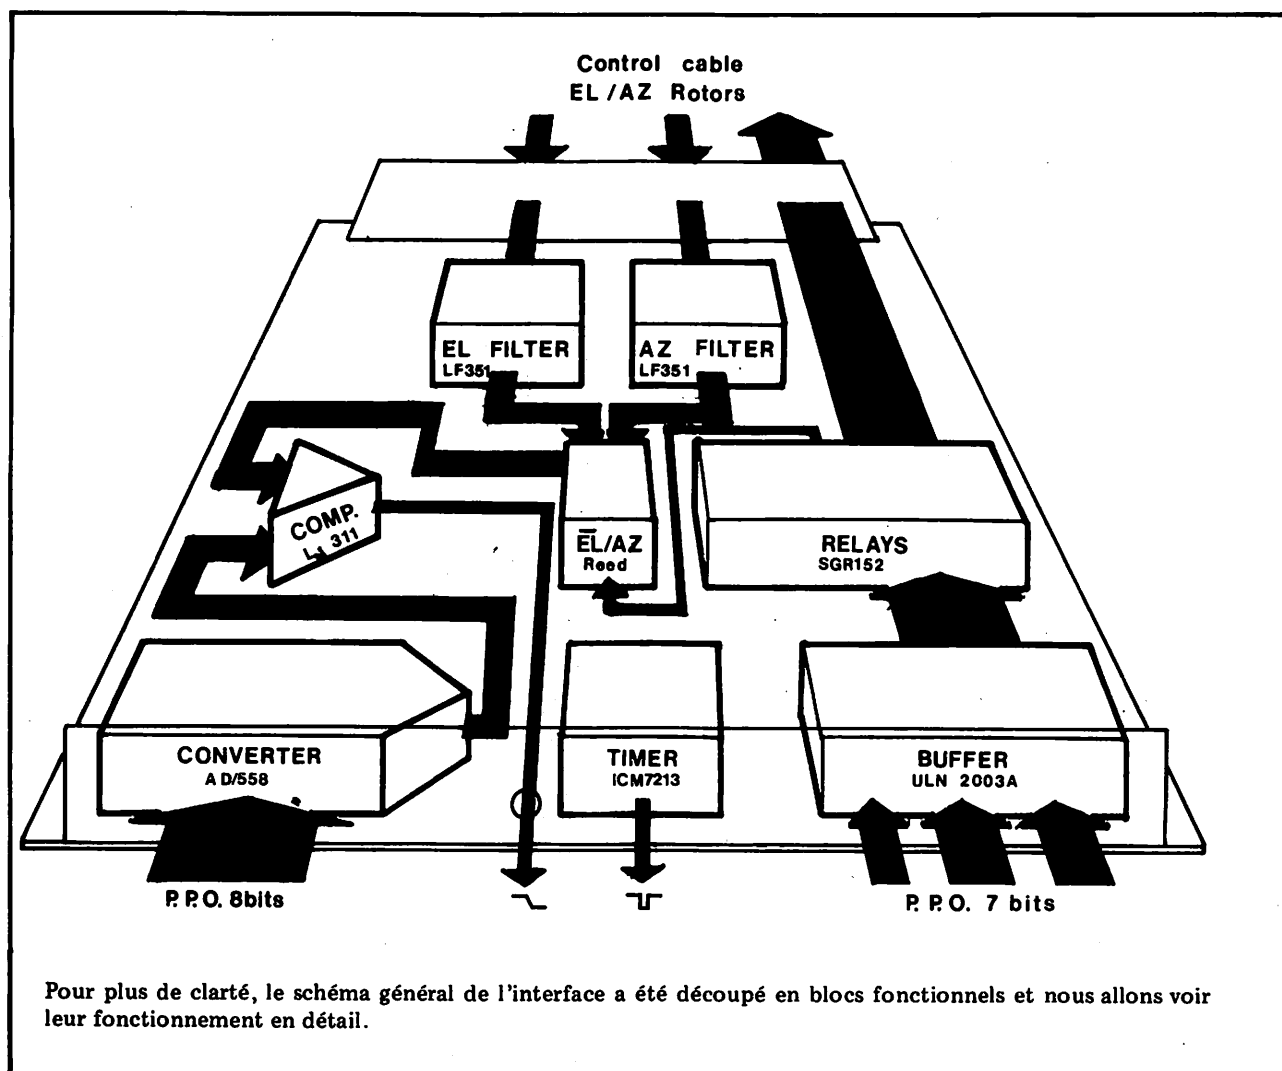 Control cable
EL /AZ Rotors
EL FILTER
LF351
AZ FILTER
LF351
COMP.
311
E̅L/AZ
Reed
RELAYS
SGR152
CONVERTER
AD/558
TIMER
ICM7213
BUFFER
ULN 2003A
P.P.O. 8bits
P.P.O. 7 bits
Pour plus de clarté, le schéma général de l'interface a été découpé en blocs fonctionnels et nous allons voir
leur fonctionnement en détail.